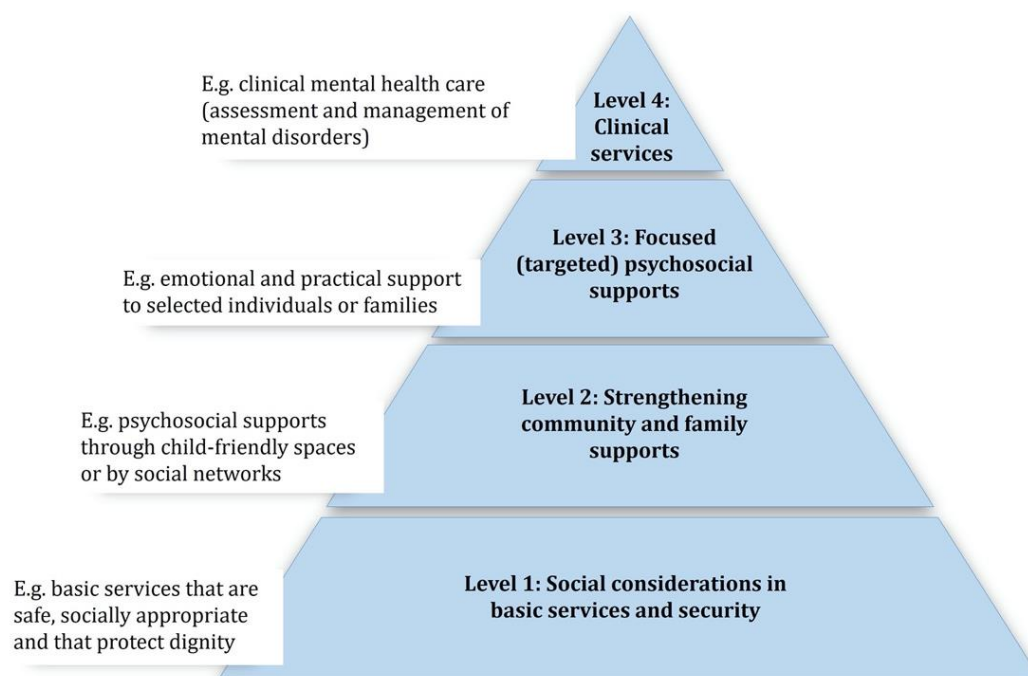 E.g. clinical mental health care
(assessment and management of
mental disorders)
Level 4:
Clinical
services
E.g. emotional and practical support
to selected individuals or families
Level 3: Focused
(targeted) psychosocial
supports
E.g. psychosocial supports
through child-friendly spaces
or by social networks
Level 2: Strengthening
community and family
supports
E.g. basic services that are
safe, socially appropriate
and that protect dignity
Level 1: Social considerations in
basic services and security